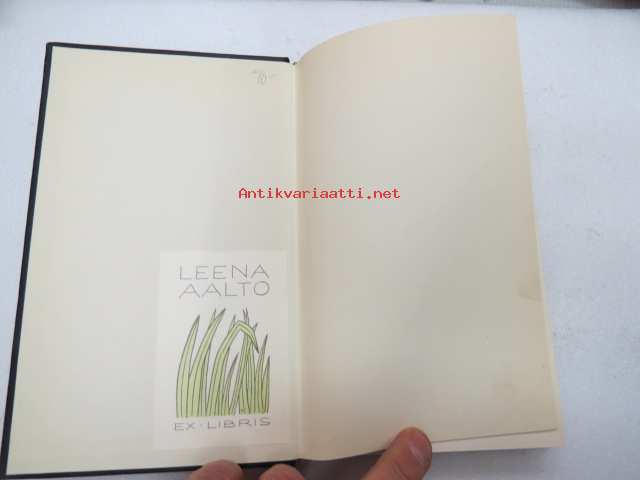 Antikvariaatti.net
LEENA
AALTO
EX·LIBRIS